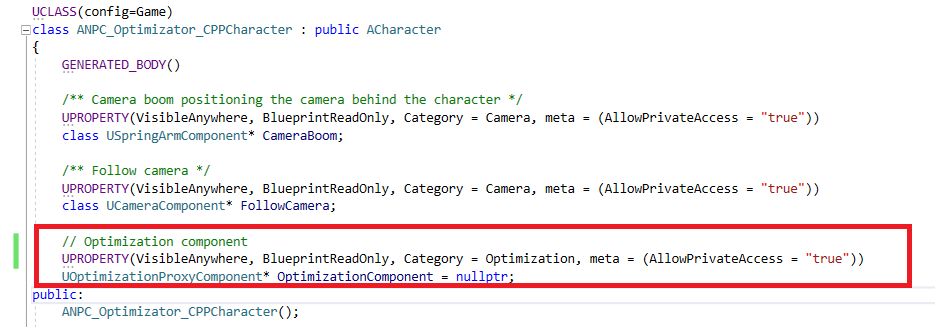 UCLASS(config=Game)
class ANPC_Optimizator_CPPCharacter : public ACharacter
{
GENERATED_BODY()
/** Camera boom positioning the camera behind the character */
UPROPERTY(VisibleAnywhere, BlueprintReadOnly, Category = Camera, meta = (AllowPrivateAccess = "true"))
class USpringArmComponent* CameraBoom;
/** Follow camera */
UPROPERTY(VisibleAnywhere, BlueprintReadOnly, Category = Camera, meta = (AllowPrivateAccess = "true"))
class UCameraComponent* FollowCamera;
// Optimization component
UPROPERTY(VisibleAnywhere, BlueprintReadOnly, Category = Optimization, meta = (AllowPrivateAccess = "true"))
UOptimizationProxyComponent* OptimizationComponent = nullptr;
public:
ANPC_Optimizator_CPPCharacter();